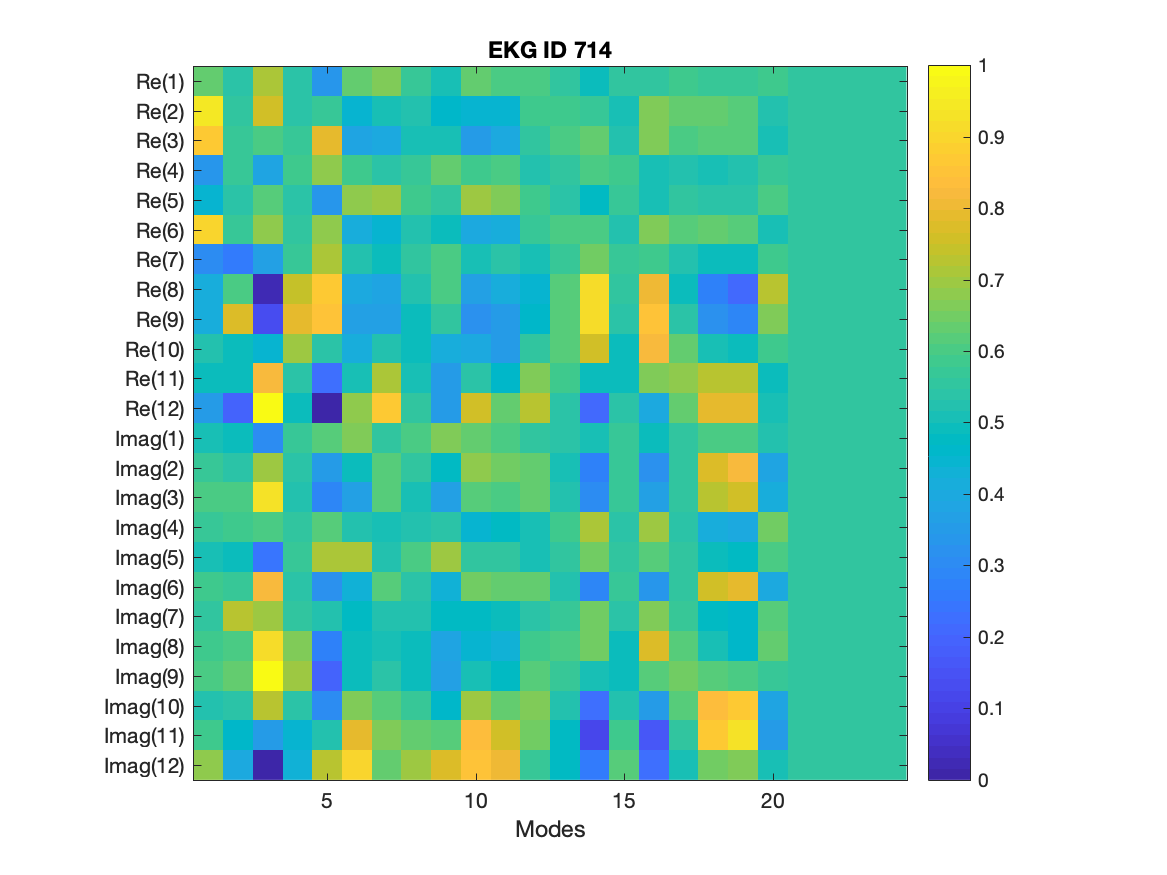 EKG ID 714
Re(1)
Re(2)
Re(3)
Re(4)
Re(5)
Re(6)
Re(7)
Re(8)
Re(9)
Re(10)
Re(11)
Re(12)
Imag(1)
Imag(2)
Imag(3)
Imag(4)
Imag(5)
Imag(6)
Imag(7)
Imag(8)
Imag(9)
Imag(10)
Imag(11)
Imag(12)
5 10 15 20
Modes
1
0.9
0.8
0.7
0.6
0.5
0.4
0.3
0.2
0.1
0